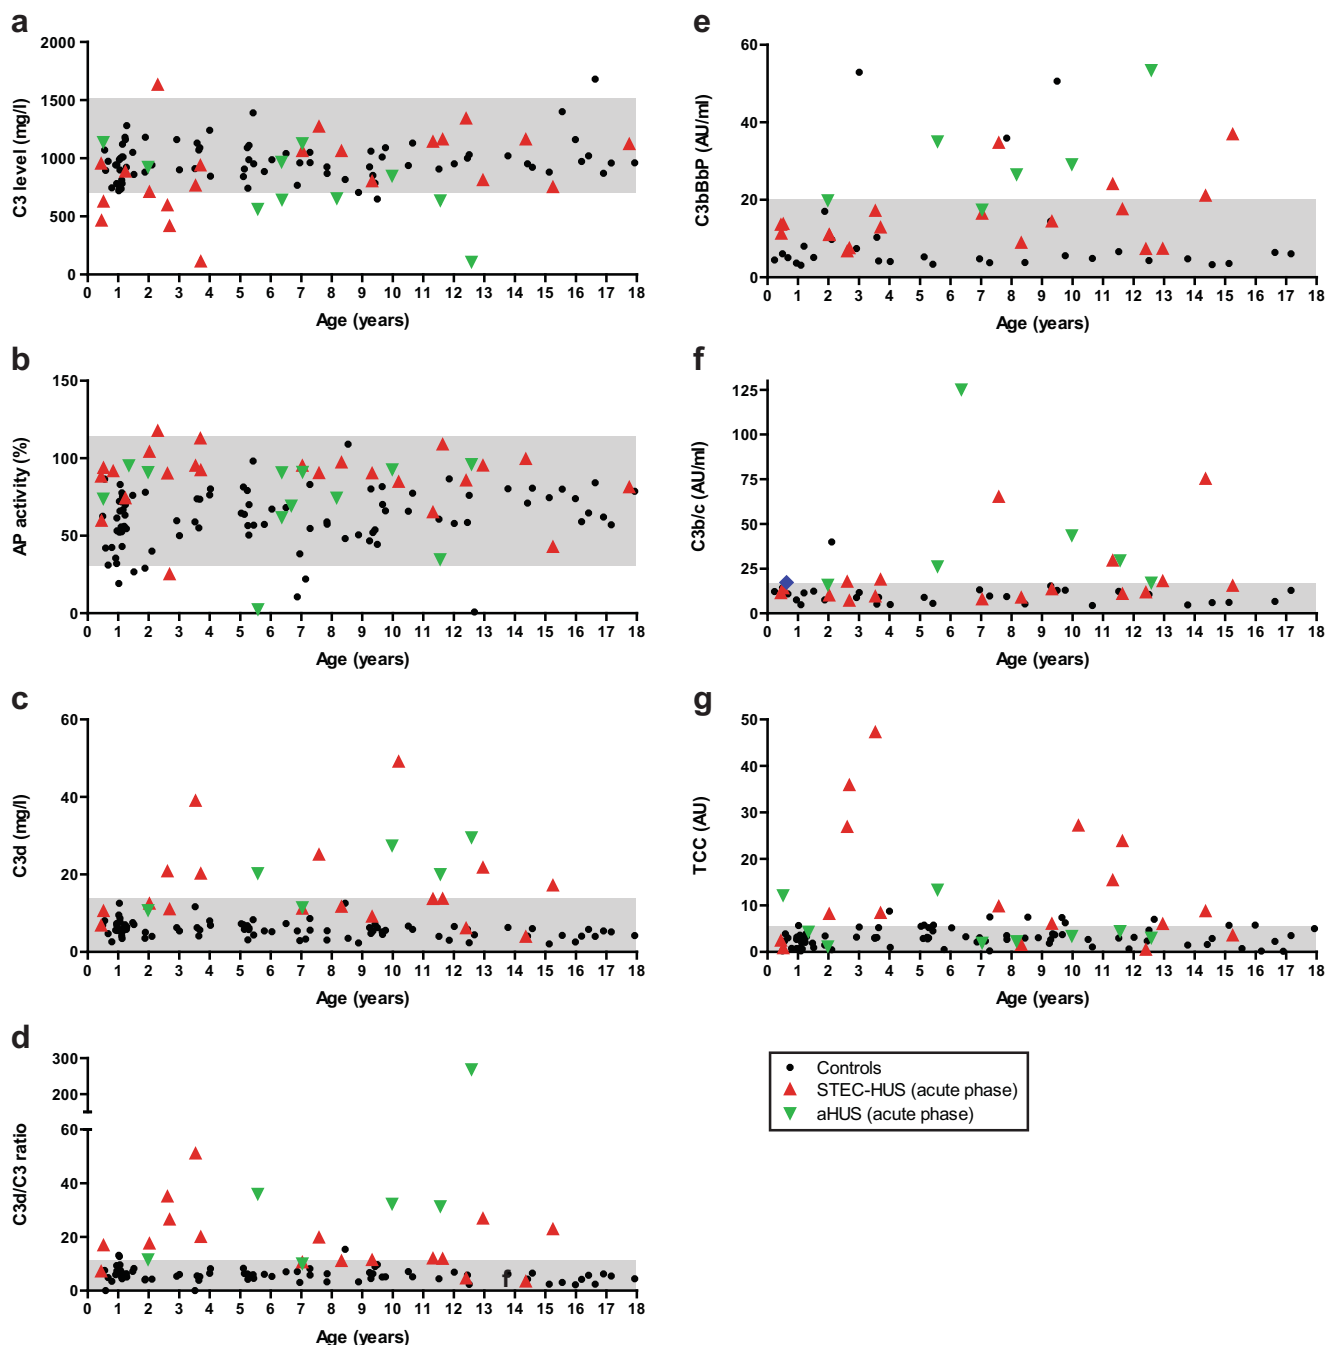 a
2000
1500
1000
500
0
C3 level (mg/l)
0 1 2 3 4 5 6 7 8 9 10 11 12 13 14 15 16 17 18
Age (years)
b
150
100
50
0
AP activity (%)
0 1 2 3 4 5 6 7 8 9 10 11 12 13 14 15 16 17 18
Age (years)
c
60
40
20
0
C3d (mg/l)
0 1 2 3 4 5 6 7 8 9 10 11 12 13 14 15 16 17 18
Age (years)
d
300
200
60
40
20
0
C3d/C3 ratio
f
0 1 2 3 4 5 6 7 8 9 10 11 12 13 14 15 16 17 18
Age (years)
e
60
40
20
0
C3bBbP (AU/ml)
0 1 2 3 4 5 6 7 8 9 10 11 12 13 14 15 16 17 18
Age (years)
f
125
100
75
50
25
0
C3b/c (AU/ml)
0 1 2 3 4 5 6 7 8 9 10 11 12 13 14 15 16 17 18
Age (years)
g
50
40
30
20
10
0
TCC (AU)
0 1 2 3 4 5 6 7 8 9 10 11 12 13 14 15 16 17 18
Age (years)
Controls
STEC-HUS (acute phase)
aHUS (acute phase)